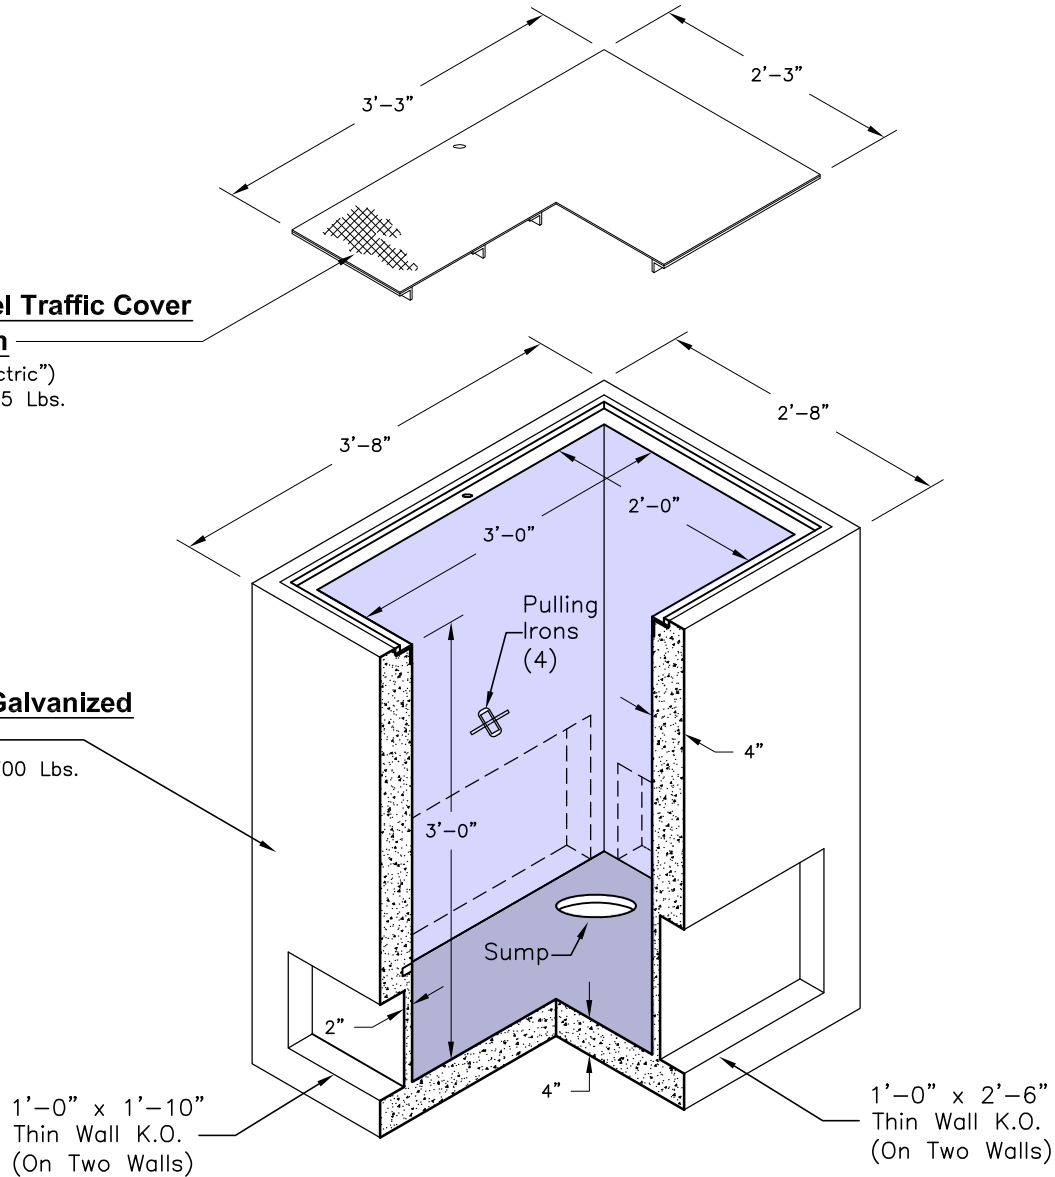 3'-3"
2'-3"
Traffic Cover
ctric")
5 Lbs.
3'-8"
2'-8"
2'-0"
3'-0"
Pulling
Irons
(4)
Galvanized
00 Lbs.
4"
3'-0"
Sump
2"
4"
1'-0" x 1'-10"
Thin Wall K.O.
(On Two Walls)
1'-0" x 2'-6"
Thin Wall K.O.
(On Two Walls)